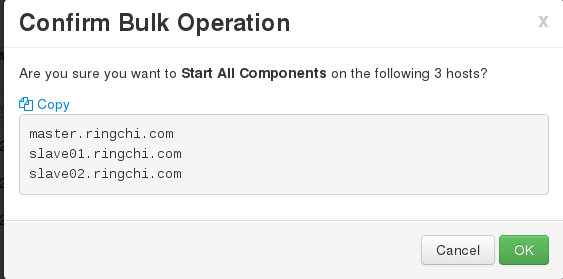 Confirm Bulk Operation
x
Are you sure you want to Start All Components on the following 3 hosts?
Copy
master.ringchi.com
slave01.ringchi.com
slave02.ringchi.com
Cancel
OK